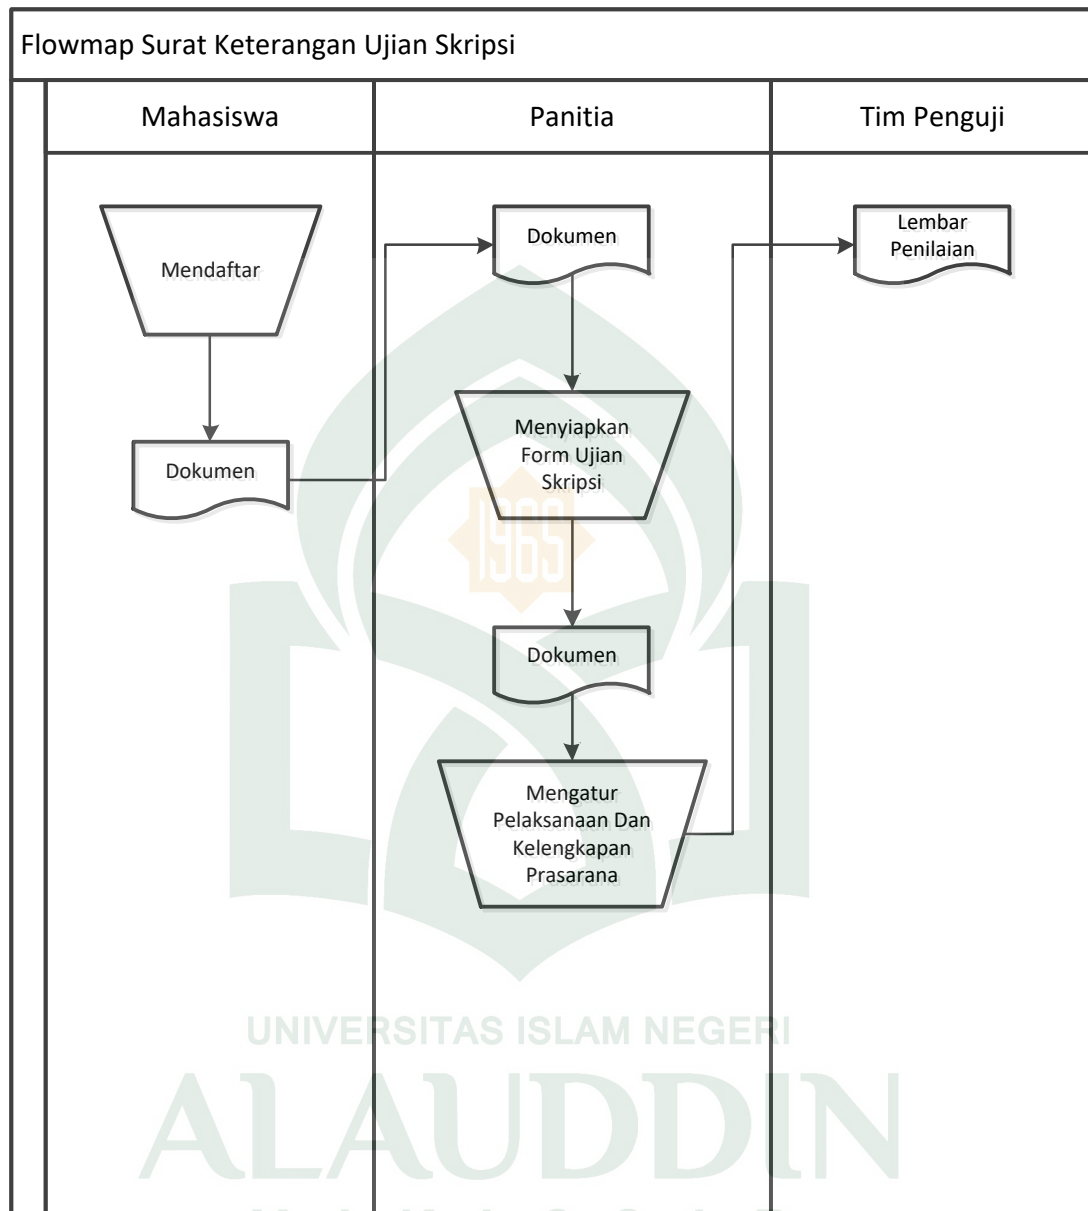 Flowmap Surat Keterangan Ujian Skripsi
Mahasiswa
Panitia
Tim Penguji
Mendaftar
Dokumen
Dokumen
Menyiapkan
Form Ujian
Skripsi
Dokumen
Mengatur
Pelaksanaan Dan
Kelengkapan
Prasarana
Lembar
Penilaian
1965
UNIVERSITAS ISLAM NEGERI
ALAUDDIN